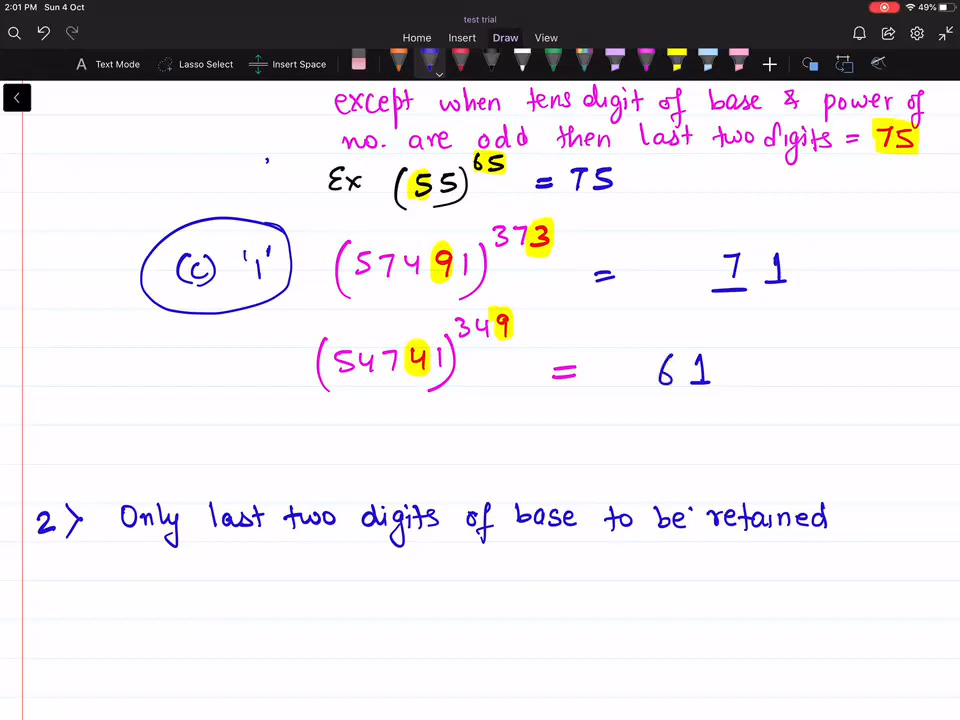 2:01 PM Sun 4 Oct
49%
test trial
Home Insert Draw View
Text Mode Lasso Select Insert Space
except when tens digit of base & power of
no. are odd then last two digits = 75
Ex (55)^65 = 75
(c) '1' (57491)^373 = 71
(54741)^349 = 61
2> Only last two digits of base to be retained